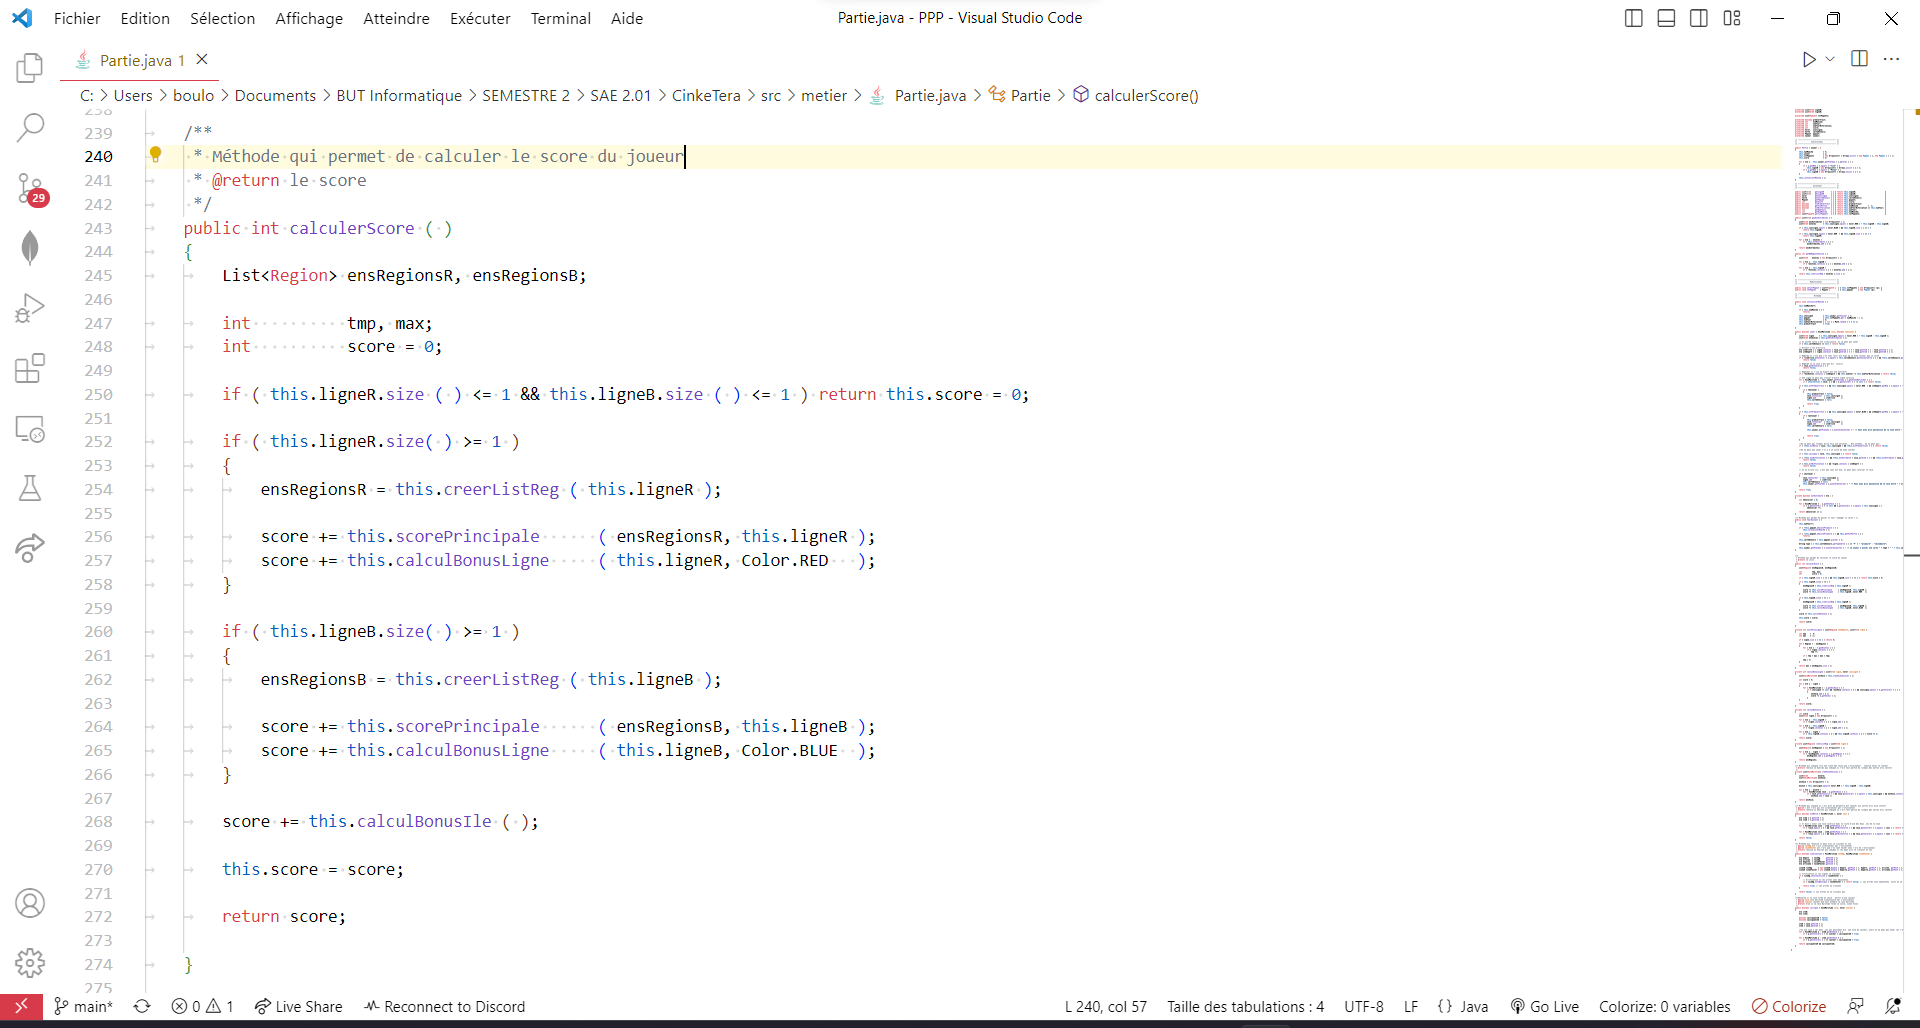 Fichier Edition Sélection Affichage Atteindre Exécuter Terminal Aide
Partie.java - PPP - Visual Studio Code
Partie.java 1
C: > Users > boulo > Documents > BUT Informatique > SEMESTRE 2 > SAE 2.01 > CinkeTera > src > metier > Partie.java > Partie > calculerScore()
29
238
239 /**
240 * Méthode qui permet de calculer le score du joueur
241 * @return le score
242 */
243 public int calculerScore ( )
244 {
245 List<Region> ensRegionsR, ensRegionsB;
246
247 int tmp, max;
248 int score = 0;
249
250 if ( this.ligneR.size ( ) <= 1 && this.ligneB.size ( ) <= 1 ) return this.score = 0;
251
252 if ( this.ligneR.size( ) >= 1 )
253 {
254 ensRegionsR = this.creerListReg ( this.ligneR );
255
256 score += this.scorePrincipale ( ensRegionsR, this.ligneR );
257 score += this.calculBonusLigne ( this.ligneR, Color.RED );
258 }
259
260 if ( this.ligneB.size( ) >= 1 )
261 {
262 ensRegionsB = this.creerListReg ( this.ligneB );
263
264 score += this.scorePrincipale ( ensRegionsB, this.ligneB );
265 score += this.calculBonusLigne ( this.ligneB, Color.BLUE );
266 }
267
268 score += this.calculBonusIle ( );
269
270 this.score = score;
271
272 return score;
273
274 }
275
main* 0 1 Live Share Reconnect to Discord L 240, col 57 Taille des tabulations : 4 UTF-8 LF {} Java Go Live Colorize: 0 variables Colorize